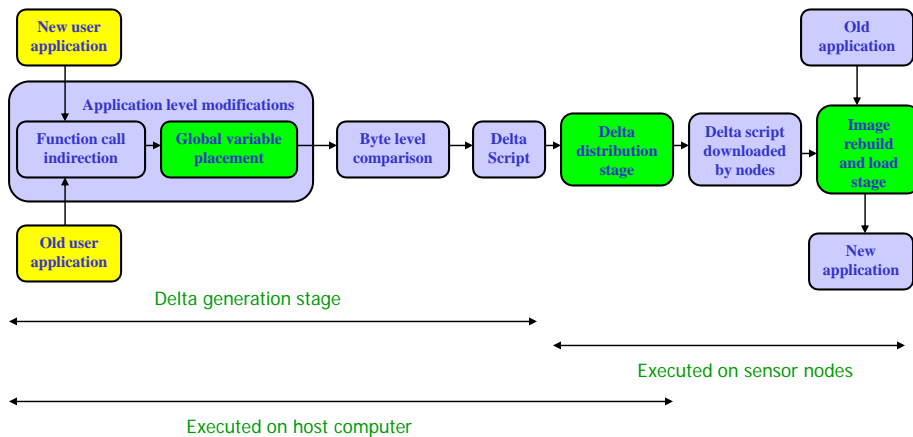 New user
application
Old
application
Application level modifications
Function call
indirection
Global variable
placement
Byte level
comparison
Delta
Script
Delta
distribution
stage
Delta script
downloaded
by nodes
Image
rebuild
and load
stage
Old user
application
New
application
Delta generation stage
Executed on sensor nodes
Executed on host computer